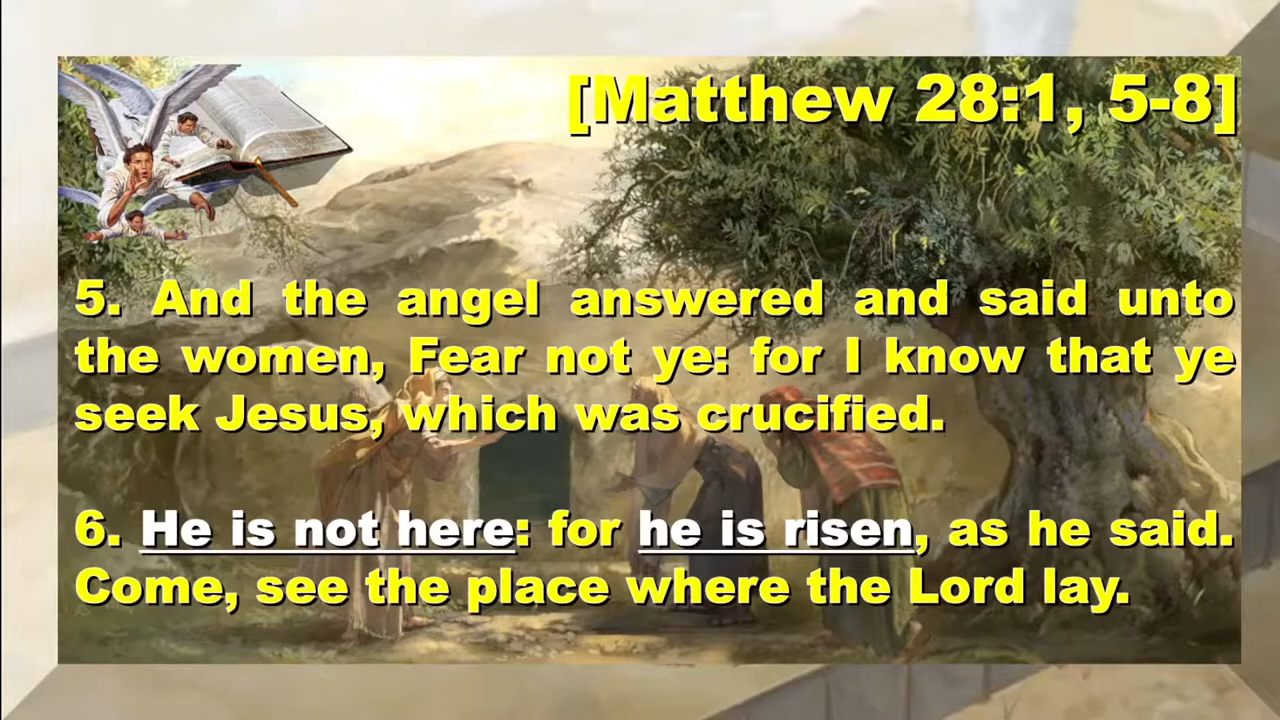 [Matthew 28:1, 5-8]
5. And the angel answered and said unto
the women, Fear not ye: for I know that ye
seek Jesus, which was crucified.
6. He is not here: for he is risen, as he said.
Come, see the place where the Lord lay.